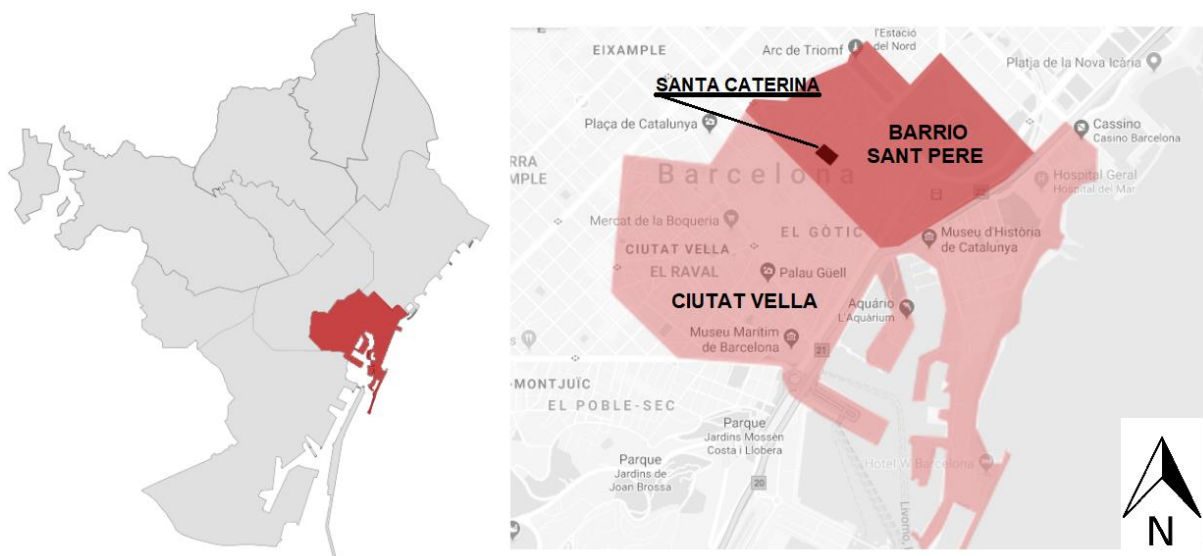 l'Estació
del Nord
EIXAMPLE
Arc de Triomf
Platja de la Nova Icària
SANTA CATERINA
Plaça de Catalunya
BARRIO
SANT PERE
Cassino
Casino Barcelona
Barcelona
Hospital Geral
Hospital del Mar
Mercat de la Boqueria
EL GÒTIC
Museu d'Història
de Catalunya
CIUTAT VELLA
EL RAVAL
Palau Güell
CIUTAT VELLA
Aquário
L'Aquàrium
Museu Marítim
de Barcelona
21
-MONTJUÏC
EL POBLE-SEC
Parque
Jardins Mossèn
Costa i Llobera
Parque
Jardins de
Joan Brossa
Hotel W Barcelona
20
Livorno,
N